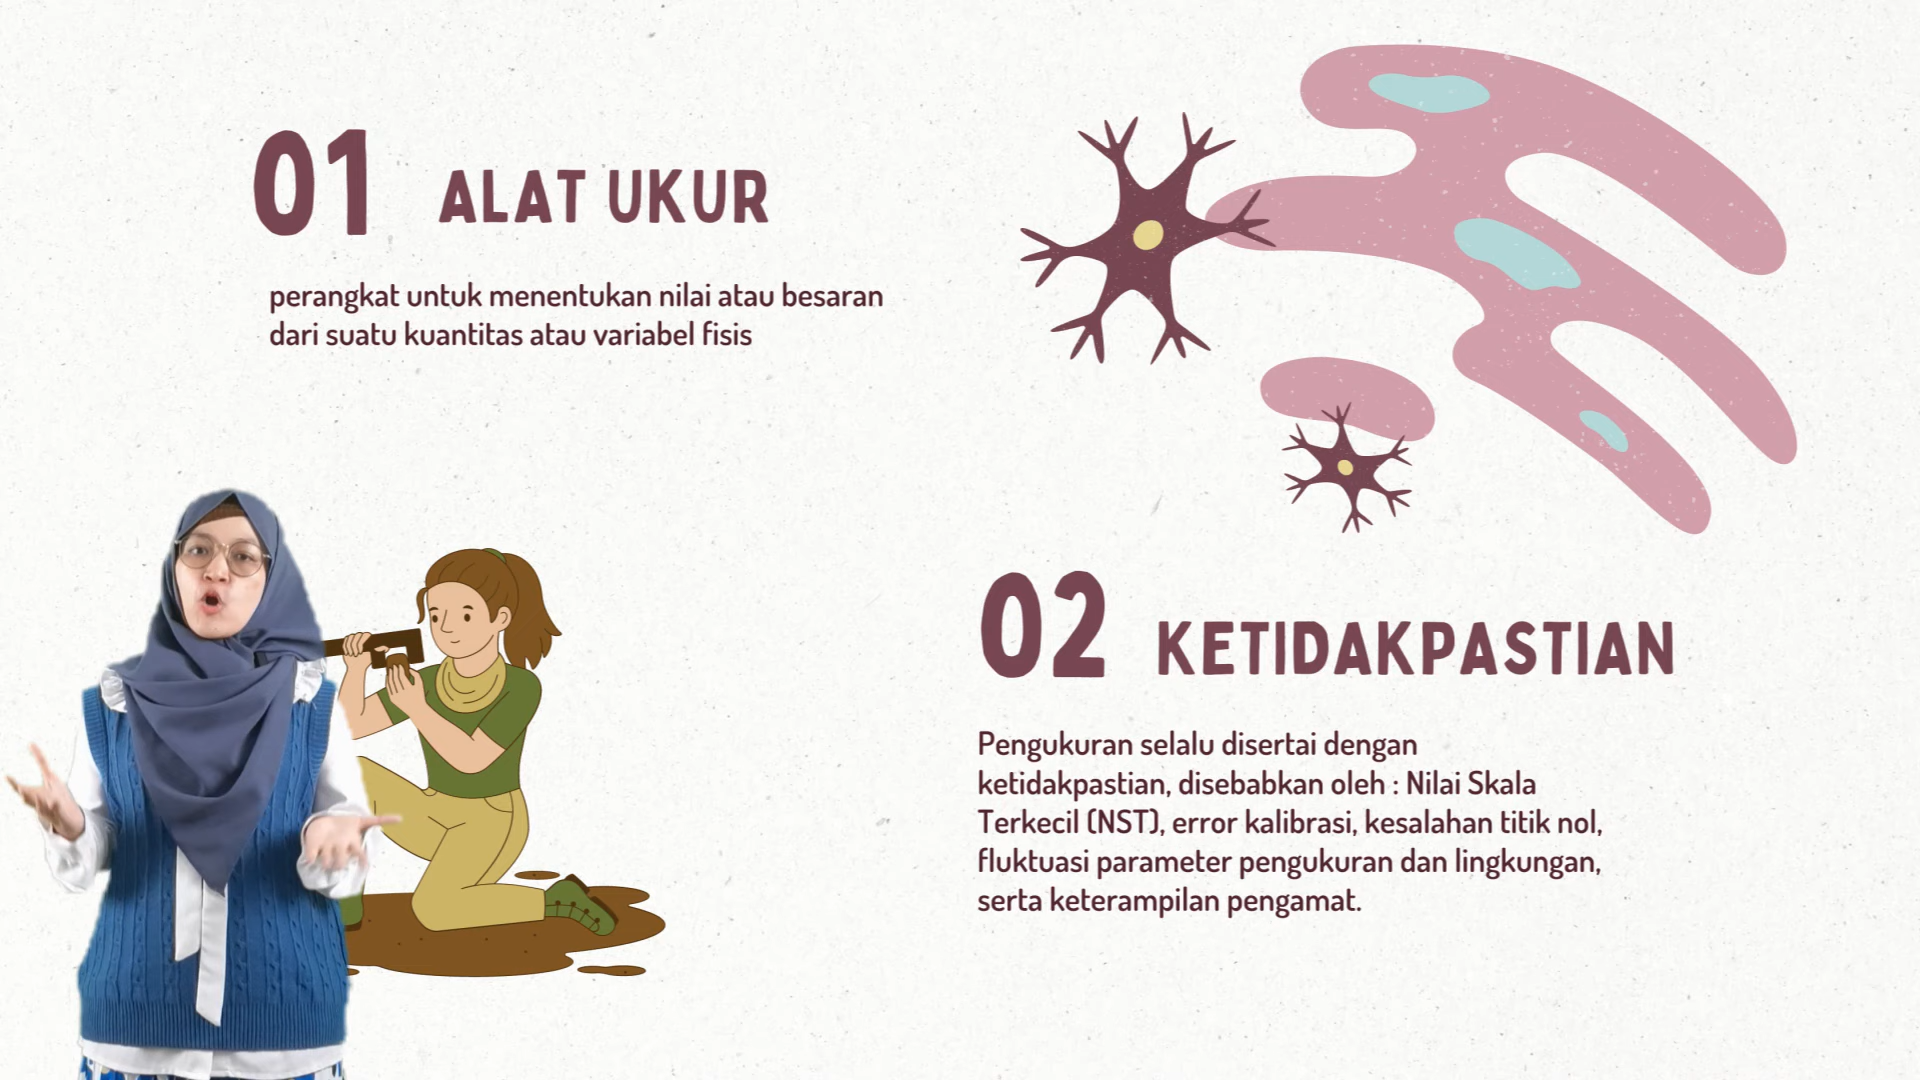 01 ALAT UKUR
perangkat untuk menentukan nilai atau besaran
dari suatu kuantitas atau variabel fisis
02 KETIDAKPASTIAN
Pengukuran selalu disertai dengan
ketidakpastian, disebabkan oleh : Nilai Skala
Terkecil (NST), error kalibrasi, kesalahan titik nol,
fluktuasi parameter pengukuran dan lingkungan,
serta keterampilan pengamat.